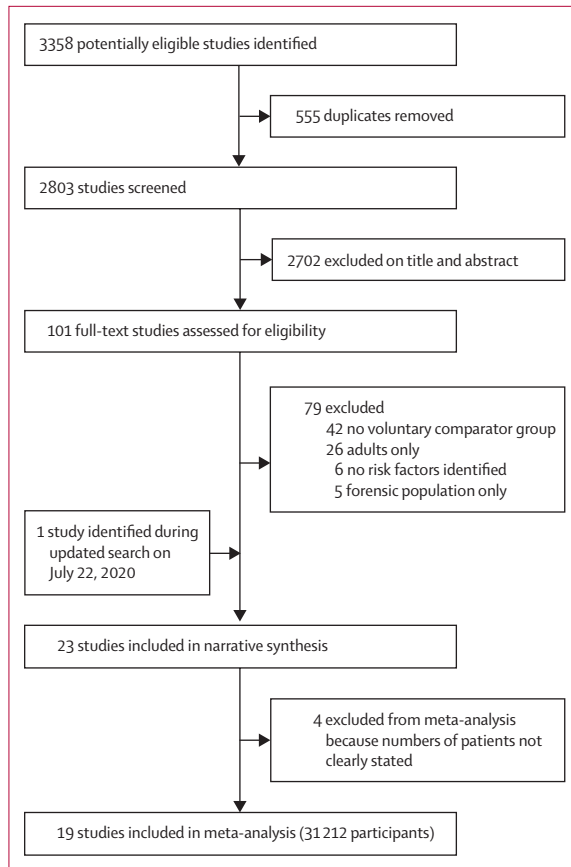 3358 potentially eligible studies identified
555 duplicates removed
2803 studies screened
2702 excluded on title and abstract
101 full-text studies assessed for eligibility
79 excluded
42 no voluntary comparator group
26 adults only
6 no risk factors identified
5 forensic population only
1 study identified during
updated search on
July 22, 2020
23 studies included in narrative synthesis
4 excluded from meta-analysis
because numbers of patients not
clearly stated
19 studies included in meta-analysis (31 212 participants)